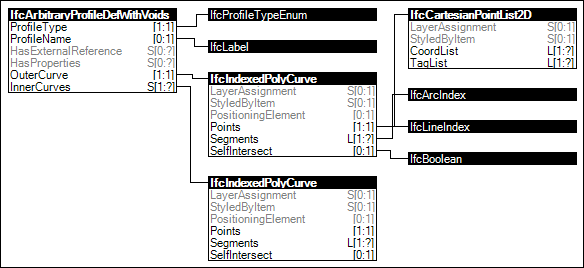 IfcArbitraryProfileDefWithVoids
ProfileType [1:1]
ProfileName [0:1]
HasExternalReference S[0:?]
HasProperties S[0:?]
OuterCurve [1:1]
InnerCurves S[1:?]
IfcProfileTypeEnum
IfcLabel
IfcIndexedPolyCurve
LayerAssignment S[0:1]
StyledByItem S[0:1]
PositioningElement [0:1]
Points [1:1]
Segments L[1:?]
SelfIntersect [0:1]
IfcIndexedPolyCurve
LayerAssignment S[0:1]
StyledByItem S[0:1]
PositioningElement [0:1]
Points [1:1]
Segments L[1:?]
SelfIntersect [0:1]
IfcCartesianPointList2D
LayerAssignment S[0:1]
StyledByItem S[0:1]
CoordList L[1:?]
TagList L[1:?]
IfcArcIndex
IfcLineIndex
IfcBoolean